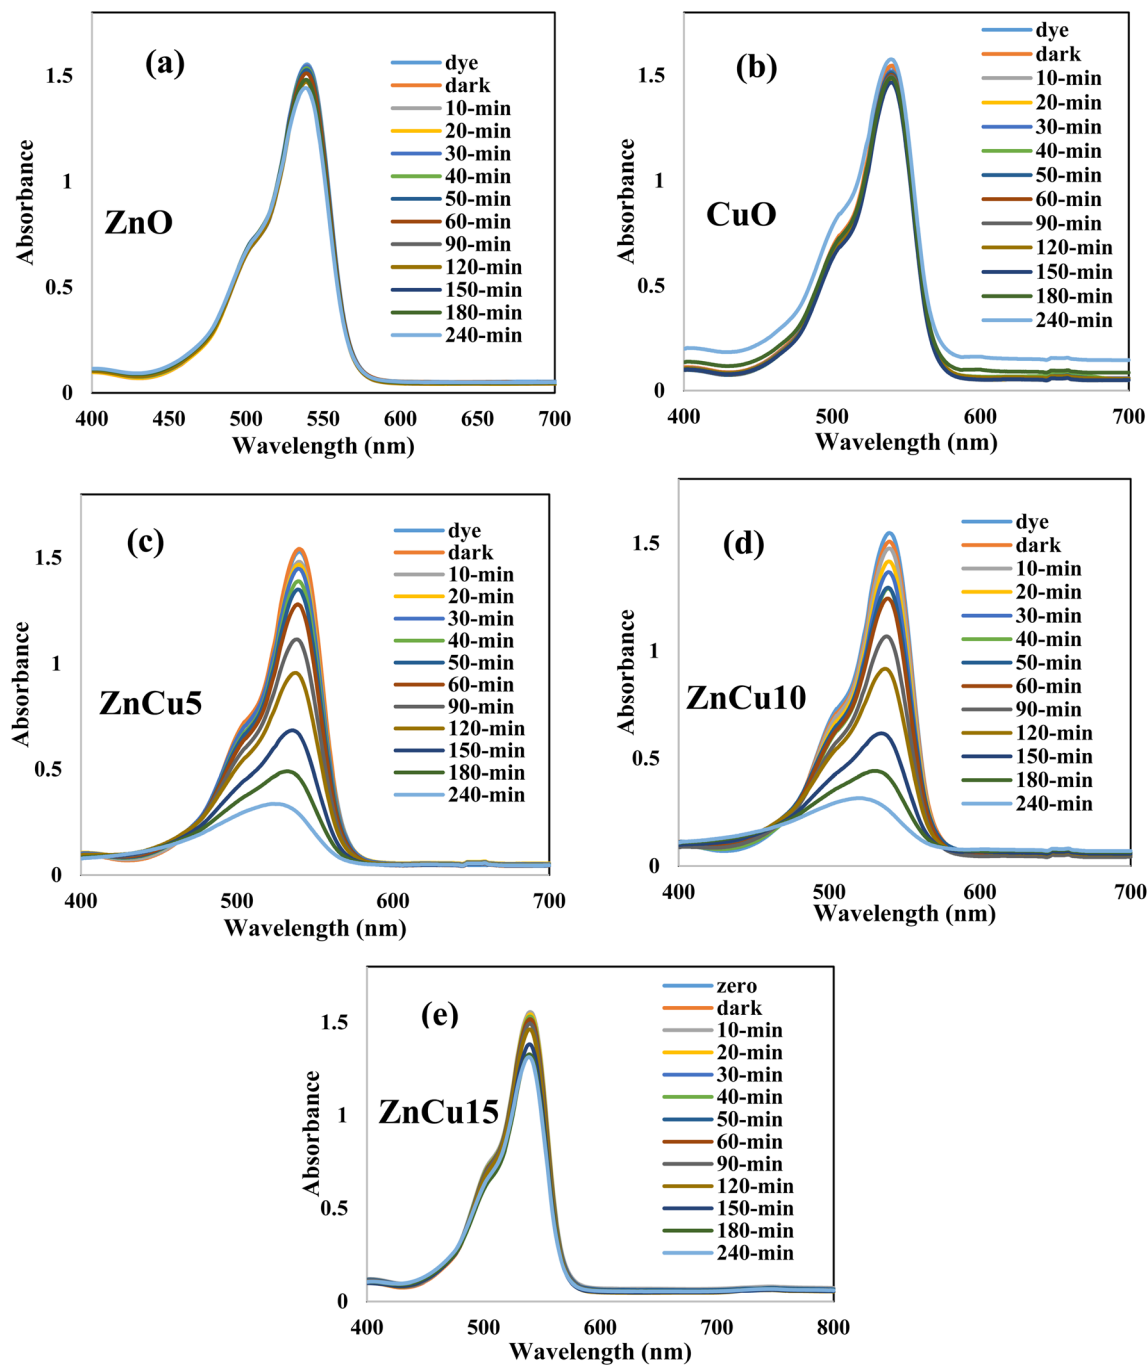 (a)
ZnO
Absorbance
1.5
1
0.5
0
400
450
500
550
600
650
700
Wavelength (nm)
dye
dark
10-min
20-min
30-min
40-min
50-min
60-min
90-min
120-min
150-min
180-min
240-min
(b)
CuO
Absorbance
1.5
1
0.5
0
400
500
600
700
Wavelength (nm)
dye
dark
10-min
20-min
30-min
40-min
50-min
60-min
90-min
120-min
150-min
180-min
240-min
(c)
ZnCu5
Absorbance
1.5
1
0.5
0
400
500
600
700
Wavelength (nm)
dye
dark
10-min
20-min
30-min
40-min
50-min
60-min
90-min
120-min
150-min
180-min
240-min
(d)
ZnCu10
Absorbance
1.5
1
0.5
0
400
500
600
700
Wavelength (nm)
dye
dark
10-min
20-min
30-min
40-min
50-min
60-min
90-min
120-min
150-min
180-min
240-min
(e)
ZnCu15
Absorbance
1.5
1
0.5
0
400
500
600
700
800
Wavelength (nm)
zero
dark
10-min
20-min
30-min
40-min
50-min
60-min
90-min
120-min
150-min
180-min
240-min